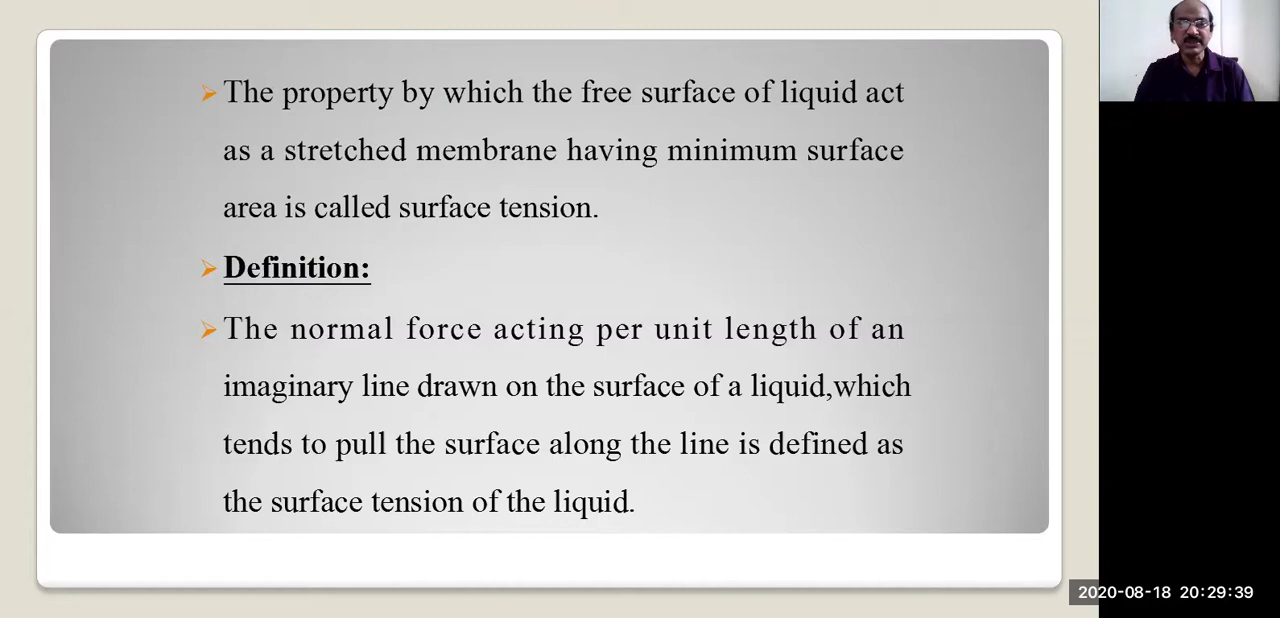 The property by which the free surface of liquid act
as a stretched membrane having minimum surface
area is called surface tension.
Definition:
The normal force acting per unit length of an
imaginary line drawn on the surface of a liquid,which
tends to pull the surface along the line is defined as
the surface tension of the liquid.
2020-08-18 20:29:39